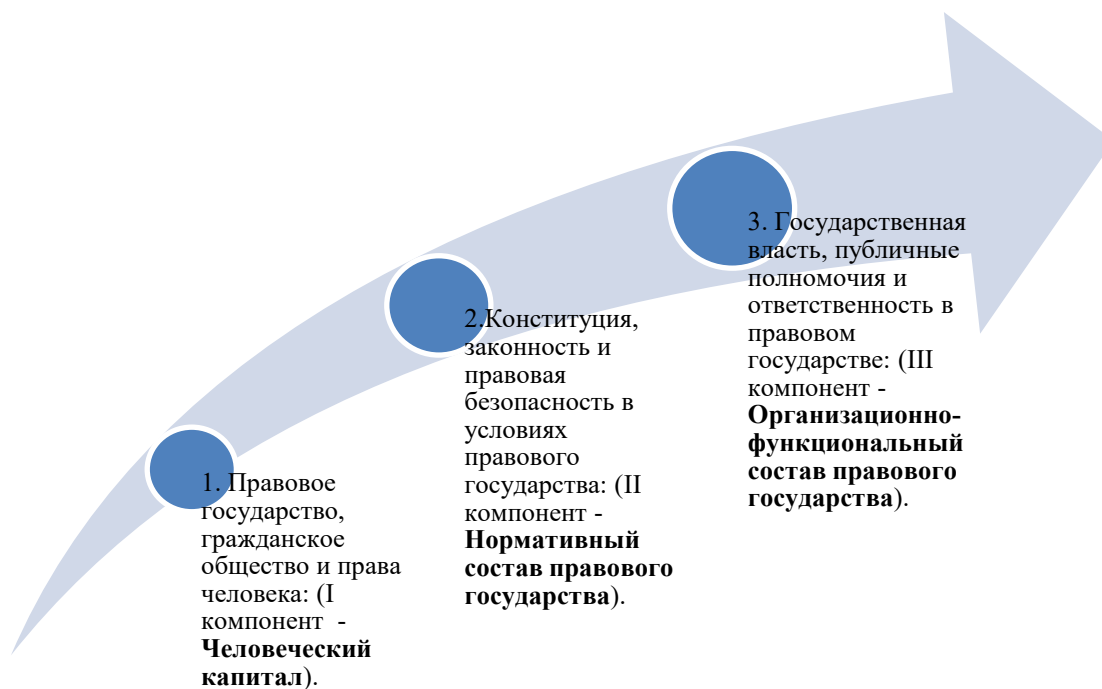 1. Правовое
государство,
гражданское
общество и права
человека: (I
компонент -
Человеческий
капитал).
2.Конституция,
законность и
правовая
безопасность в
условиях
правового
государства: (II
компонент -
Нормативный
состав правового
государства).
3. Государственная
власть, публичные
полномочия и
ответственность в
правовом
государстве: (III
компонент -
Организационно-
функциональный
состав правового
государства).